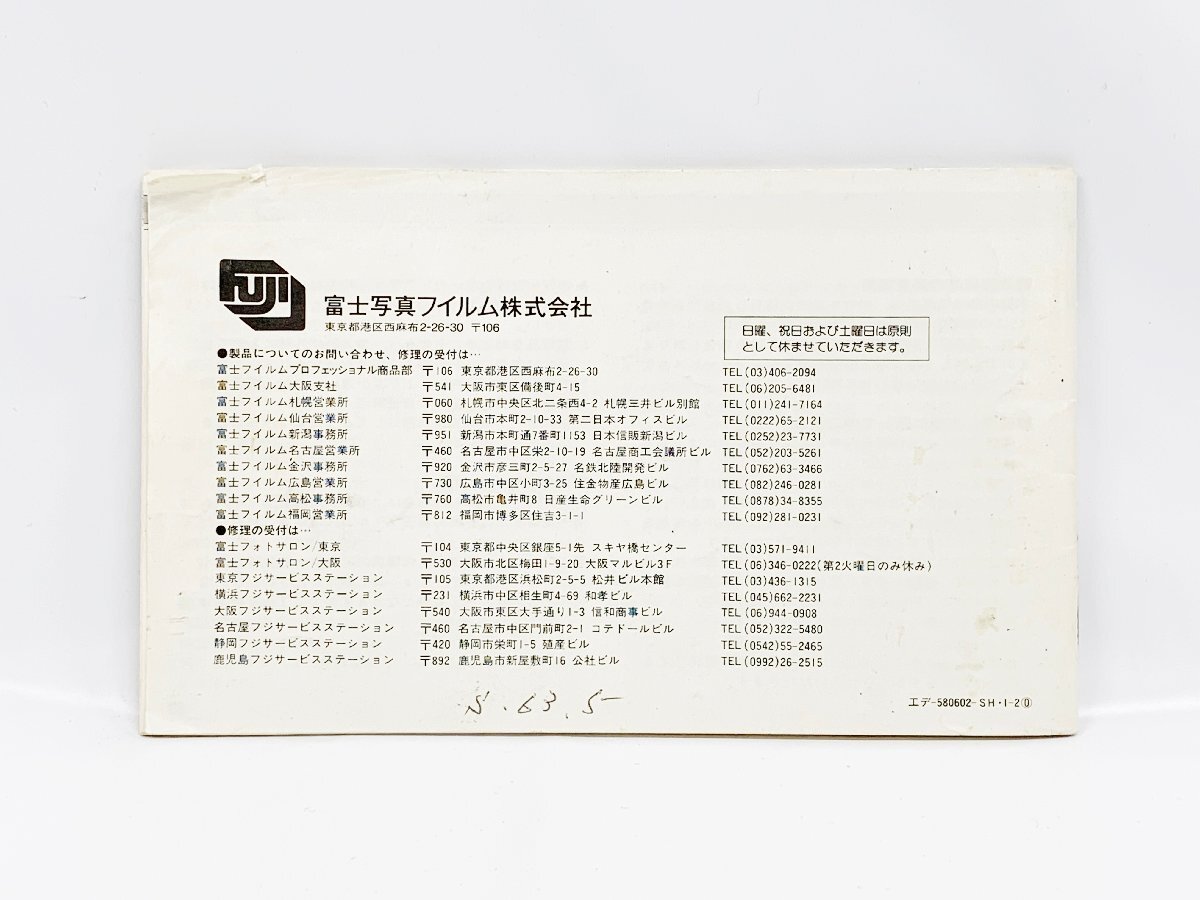 FUJI
富士写真フイルム株式会社
東京都港区西麻布2-26-30 〒106
日曜、祝日および土曜日は原則
として休ませていただきます。
●製品についてのお問い合わせ、修理の受付は…
富士フイルムプロフェッショナル商品部 〒106 東京都港区西麻布2-26-30 TEL(03)406-2094
富士フイルム大阪支社 〒541 大阪市東区備後町4-15 TEL(06)205-6481
富士フイルム札幌営業所 〒060 札幌市中央区北二条西4-2 札幌三井ビル別館 TEL(011)241-7164
富士フイルム仙台営業所 〒980 仙台市本町2-10-33 第二日本オフィスビル TEL(0222)65-2121
富士フイルム新潟事務所 〒951 新潟市本町通7番町1153 日本信販新潟ビル TEL(0252)23-7731
富士フイルム名古屋営業所 〒460 名古屋市中区栄2-10-19 名古屋商工会議所ビル TEL(052)203-5261
富士フイルム金沢事務所 〒920 金沢市彦三町2-5-27 名鉄北陸開発ビル TEL(0762)63-3466
富士フイルム広島営業所 〒730 広島市中区小町3-25 住金物産広島ビル TEL(082)246-0281
富士フイルム高松事務所 〒760 高松市亀井町8 日産生命グリーンビル TEL(0878)34-8355
富士フイルム福岡営業所 〒812 福岡市博多区住吉3-1-1 TEL(092)281-0231
●修理の受付は…
富士フォトサロン/東京 〒104 東京都中央区銀座5-1先 スキヤ橋センター TEL(03)571-9411
富士フォトサロン/大阪 〒530 大阪市北区梅田1-9-20 大阪マルビル3F TEL(06)346-0222(第2火曜日のみ休み)
東京フジサービスステーション 〒105 東京都港区浜松町2-5-5 松井ビル本館 TEL(03)436-1315
横浜フジサービスステーション 〒231 横浜市中区相生町4-69 和孝ビル TEL(045)662-2231
大阪フジサービスステーション 〒540 大阪市東区大手通り1-3 信和商事ビル TEL(06)944-0908
名古屋フジサービスステーション 〒460 名古屋市中区門前町2-1 コテドールビル TEL(052)322-5480
静岡フジサービスステーション 〒420 静岡市栄町1-5 殖産ビル TEL(0542)55-2465
鹿児島フジサービスステーション 〒892 鹿児島市新屋敷町16 公社ビル TEL(0992)26-2515
S.63.5
エデ-580602-SH・1-2⓪